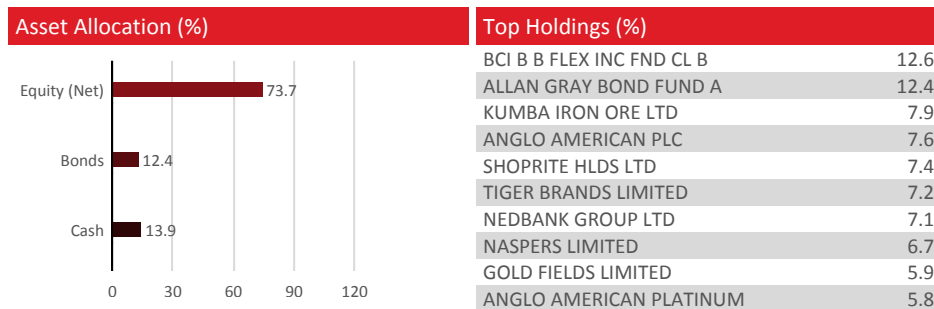 Asset Allocation (%)
Equity (Net) 73.7
Bonds 12.4
Cash 13.9
0 30 60 90 120
Top Holdings (%)
BCI B B FLEX INC FND CL B 12.6
ALLAN GRAY BOND FUND A 12.4
KUMBA IRON ORE LTD 7.9
ANGLO AMERICAN PLC 7.6
SHOPRITE HLDS LTD 7.4
TIGER BRANDS LIMITED 7.2
NEDBANK GROUP LTD 7.1
NASPERS LIMITED 6.7
GOLD FIELDS LIMITED 5.9
ANGLO AMERICAN PLATINUM 5.8